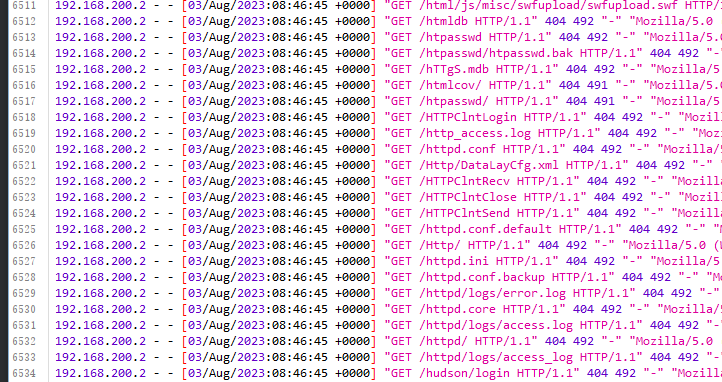 6511 192.168.200.2 - - [03/Aug/2023:08:46:45 +0000] "GET /html/js/misc/swfupload/swfupload.swf HTTP/1
6512 192.168.200.2 - - [03/Aug/2023:08:46:45 +0000] "GET /htmldb HTTP/1.1" 404 492 "-" "Mozilla/5.0
6513 192.168.200.2 - - [03/Aug/2023:08:46:45 +0000] "GET /htpasswd HTTP/1.1" 404 492 "-" "Mozilla/5.
6514 192.168.200.2 - - [03/Aug/2023:08:46:45 +0000] "GET /htpasswd/htpasswd.bak HTTP/1.1" 404 492 "-
6515 192.168.200.2 - - [03/Aug/2023:08:46:45 +0000] "GET /hTTgS.mdb HTTP/1.1" 404 492 "-" "Mozilla/5
6516 192.168.200.2 - - [03/Aug/2023:08:46:45 +0000] "GET /htmlcov/ HTTP/1.1" 404 491 "-" "Mozilla/5.0
6517 192.168.200.2 - - [03/Aug/2023:08:46:45 +0000] "GET /htpasswd/ HTTP/1.1" 404 491 "-" "Mozilla/5
6518 192.168.200.2 - - [03/Aug/2023:08:46:45 +0000] "GET /HTTPClntLogin HTTP/1.1" 404 492 "-" "Mozil
6519 192.168.200.2 - - [03/Aug/2023:08:46:45 +0000] "GET /http_access.log HTTP/1.1" 404 492 "-" "Moz
6520 192.168.200.2 - - [03/Aug/2023:08:46:45 +0000] "GET /httpd.conf HTTP/1.1" 404 492 "-" "Mozilla/5
6521 192.168.200.2 - - [03/Aug/2023:08:46:45 +0000] "GET /Http/DataLayCfg.xml HTTP/1.1" 404 492 "-"
6522 192.168.200.2 - - [03/Aug/2023:08:46:45 +0000] "GET /HTTPClntRecv HTTP/1.1" 404 492 "-" "Mozilla
6523 192.168.200.2 - - [03/Aug/2023:08:46:45 +0000] "GET /HTTPClntClose HTTP/1.1" 404 492 "-" "Mozill
6524 192.168.200.2 - - [03/Aug/2023:08:46:45 +0000] "GET /HTTPClntSend HTTP/1.1" 404 492 "-" "Mozilla
6525 192.168.200.2 - - [03/Aug/2023:08:46:45 +0000] "GET /httpd.conf.default HTTP/1.1" 404 492 "-" "M
6526 192.168.200.2 - - [03/Aug/2023:08:46:45 +0000] "GET /Http/ HTTP/1.1" 404 492 "-" "Mozilla/5.0 (W
6527 192.168.200.2 - - [03/Aug/2023:08:46:45 +0000] "GET /httpd.ini HTTP/1.1" 404 492 "-" "Mozilla/5
6528 192.168.200.2 - - [03/Aug/2023:08:46:45 +0000] "GET /httpd.conf.backup HTTP/1.1" 404 492 "-" "Mo
6529 192.168.200.2 - - [03/Aug/2023:08:46:45 +0000] "GET /httpd/logs/error.log HTTP/1.1" 404 492 "-"
6530 192.168.200.2 - - [03/Aug/2023:08:46:45 +0000] "GET /httpd.core HTTP/1.1" 404 492 "-" "Mozilla/5
6531 192.168.200.2 - - [03/Aug/2023:08:46:45 +0000] "GET /httpd/logs/access.log HTTP/1.1" 404 492 "-
6532 192.168.200.2 - - [03/Aug/2023:08:46:45 +0000] "GET /httpd/ HTTP/1.1" 404 492 "-" "Mozilla/5.0
6533 192.168.200.2 - - [03/Aug/2023:08:46:45 +0000] "GET /httpd/logs/access_log HTTP/1.1" 404 492 "-
6534 192.168.200.2 - - [03/Aug/2023:08:46:45 +0000] "GET /hudson/login HTTP/1.1" 404 492 "-" "Mozilla